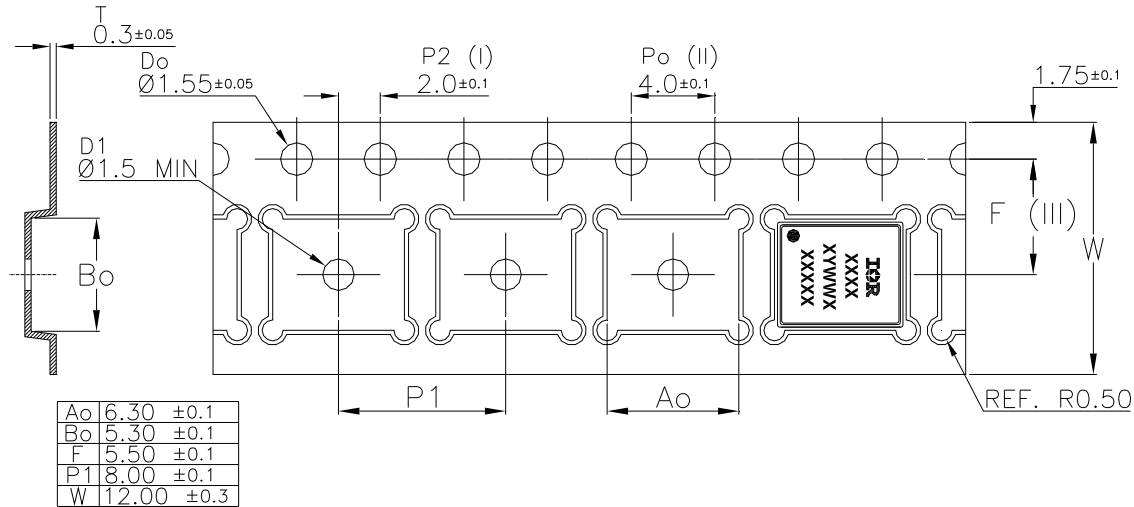 T
0.3±0.05
Do
Ø1.55±0.05
P2 (I)
2.0±0.1
Po (II)
4.0±0.1
1.75±0.1
D1
Ø1.5 MIN
F (III)
W
Bo
IOR
XXXX
XYWWX
XXXXX
P1
Ao
REF. R0.50
Ao 6.30 ±0.1
Bo 5.30 ±0.1
F 5.50 ±0.1
P1 8.00 ±0.1
W 12.00 ±0.3